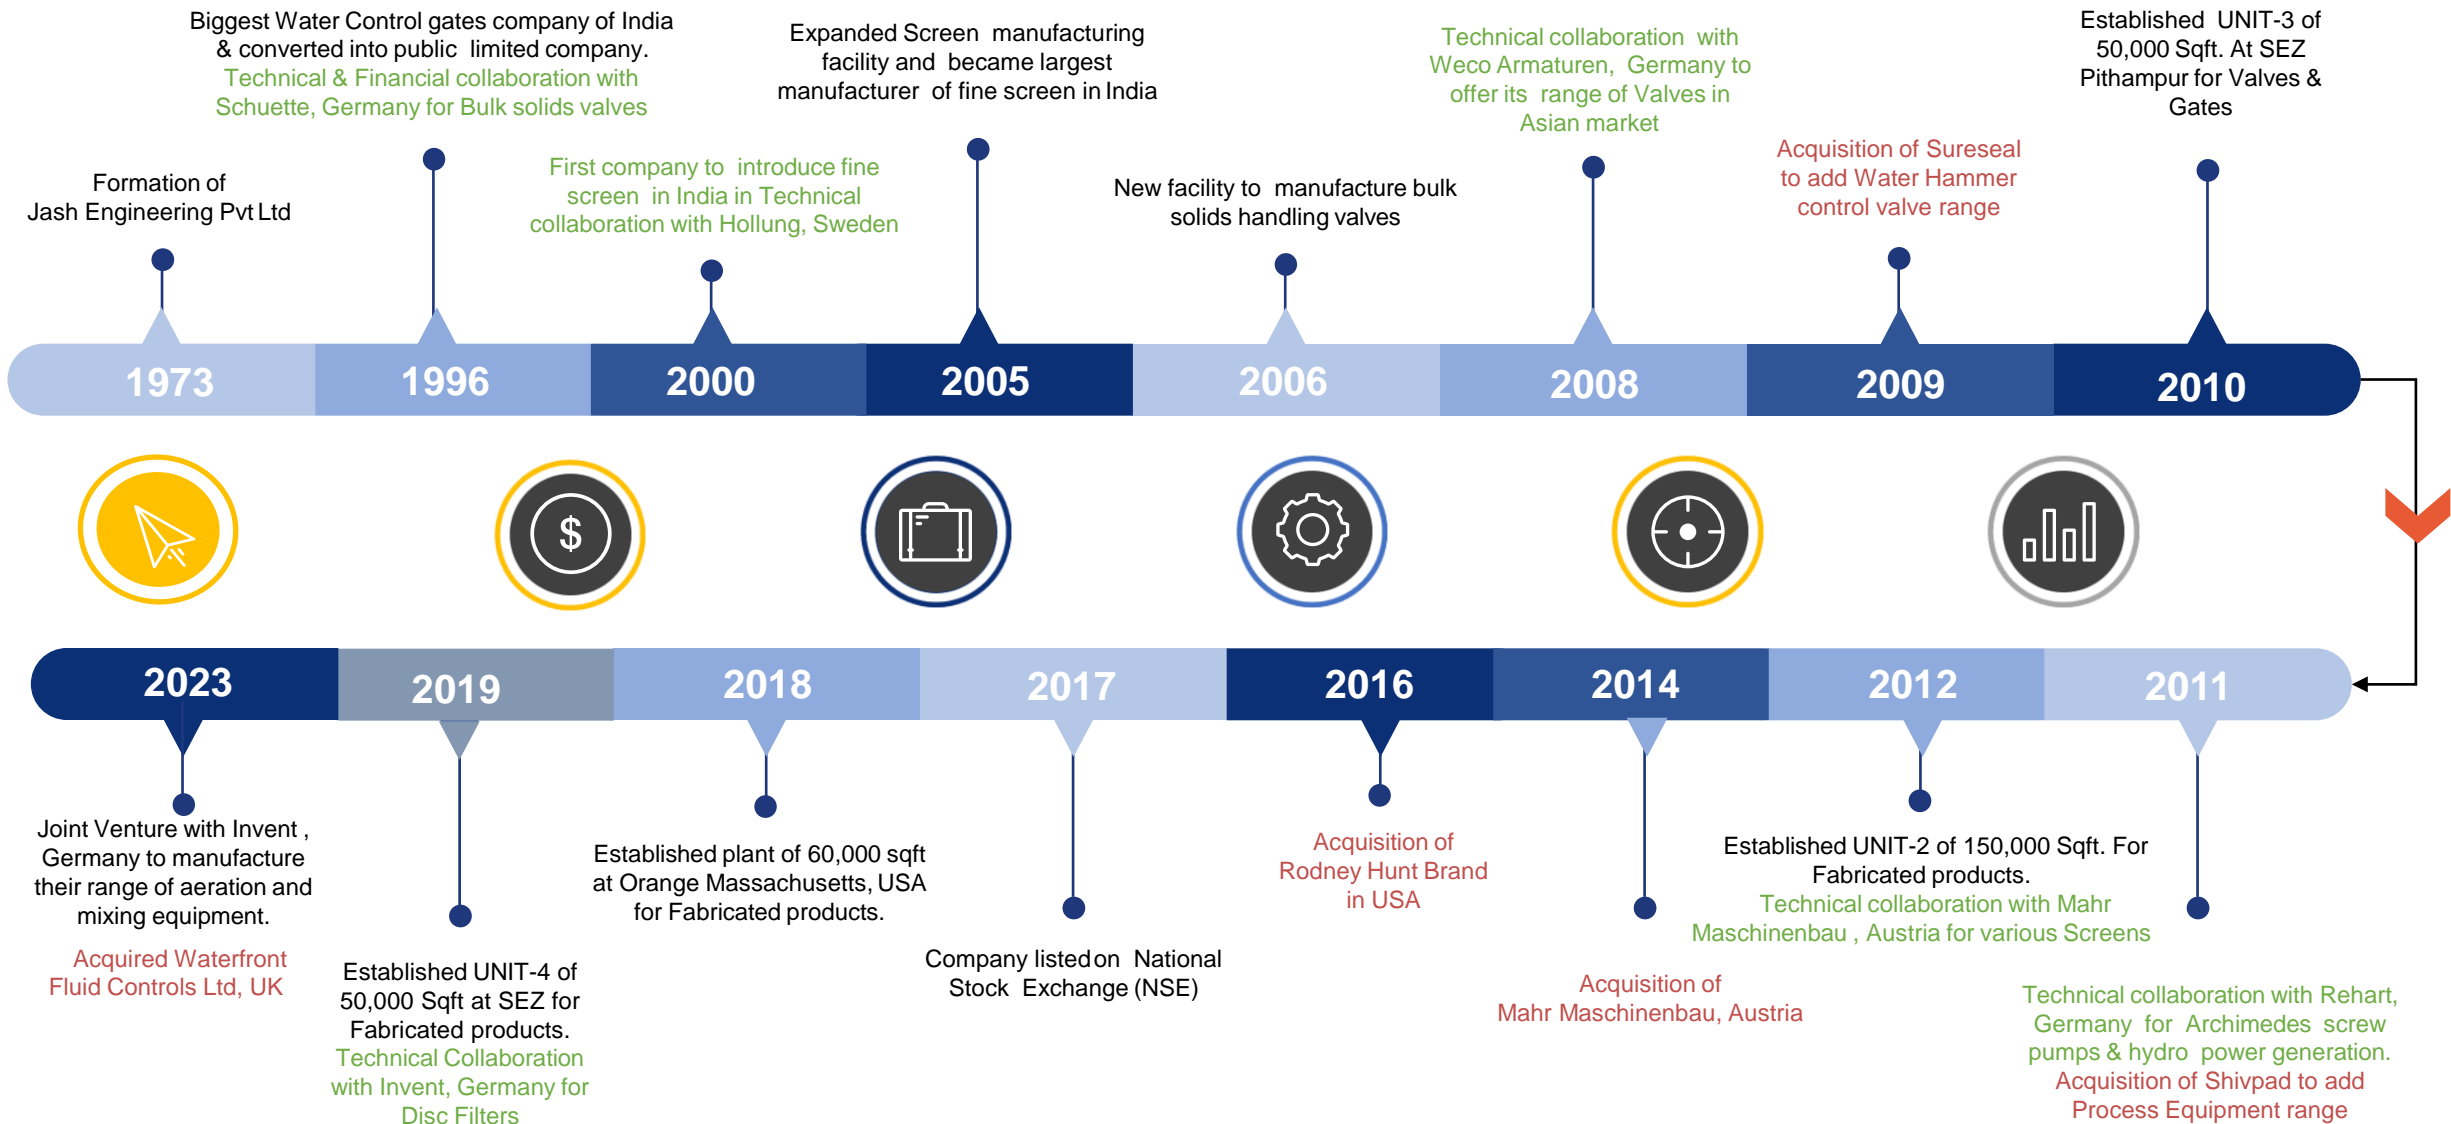 Formation of
Jash Engineering Pvt Ltd
1973
Biggest Water Control gates company of India
& converted into public limited company.
Technical & Financial collaboration with
Schuette, Germany for Bulk solids valves
1996
First company to introduce fine
screen in India in Technical
collaboration with Hollung, Sweden
2000
Expanded Screen manufacturing
facility and became largest
manufacturer of fine screen in India
2005
New facility to manufacture bulk
solids handling valves
2006
Technical collaboration with
Weco Armaturen, Germany to
offer its range of Valves in
Asian market
2008
Acquisition of Sureseal
to add Water Hammer
control valve range
2009
Established UNIT-3 of
50,000 Sqft. At SEZ
Pithampur for Valves &
Gates
2010
$
2011
Technical collaboration with Rehart,
Germany for Archimedes screw
pumps & hydro power generation.
Acquisition of Shivpad to add
Process Equipment range
2012
Established UNIT-2 of 150,000 Sqft. For
Fabricated products.
Technical collaboration with Mahr
Maschinenbau , Austria for various Screens
2014
Acquisition of
Mahr Maschinenbau, Austria
2016
Acquisition of
Rodney Hunt Brand
in USA
2017
Company listed on National
Stock Exchange (NSE)
2018
Established plant of 60,000 sqft
at Orange Massachusetts, USA
for Fabricated products.
2019
Established UNIT-4 of
50,000 Sqft at SEZ for
Fabricated products.
Technical Collaboration
with Invent, Germany for
Disc Filters
2023
Joint Venture with Invent ,
Germany to manufacture
their range of aeration and
mixing equipment.
Acquired Waterfront
Fluid Controls Ltd, UK